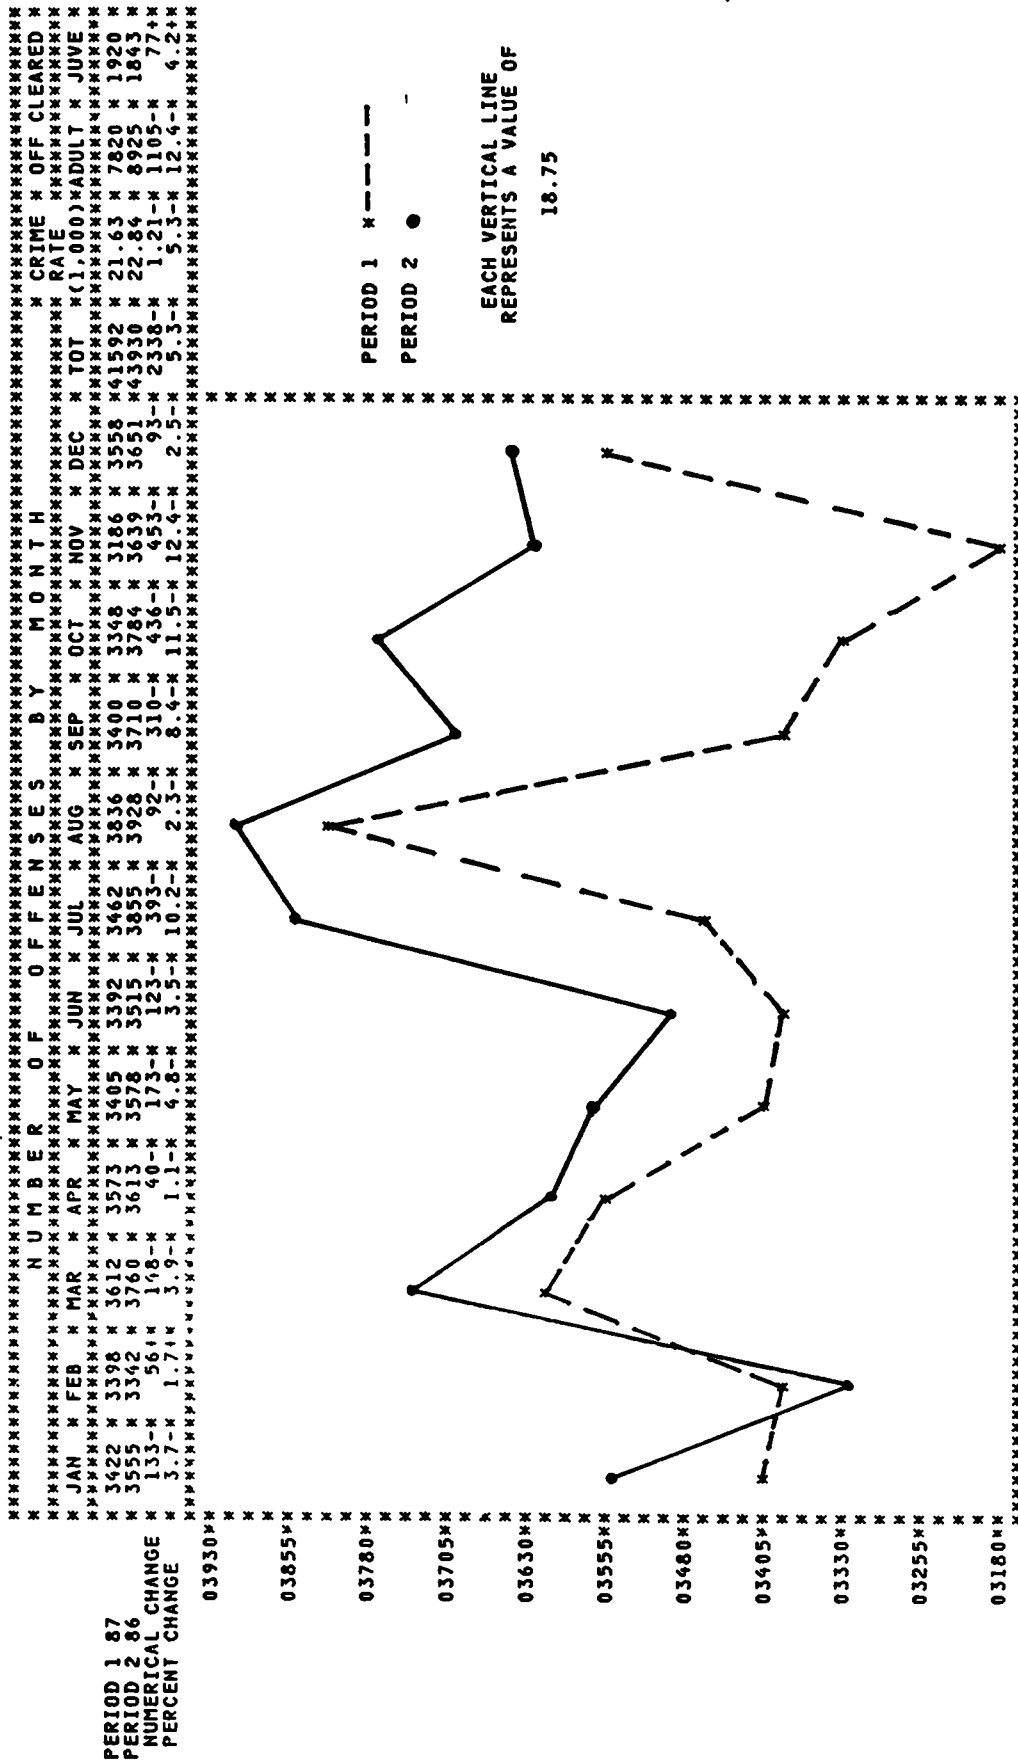 ************************************************************
* NUMBER OF OFFENSES BY MONTH * CRIME * OFF CLEARED *
************************************************************ RATE ****************
* JAN * FEB * MAR * APR * MAY * JUN * JUL * AUG * SEP * OCT * NOV * DEC * TOT *(1,000)*ADULT * JUVE *
************************************************************
PERIOD 1 87 * 3422 * 3398 * 3612 * 3573 * 3405 * 3392 * 3462 * 3836 * 3400 * 3348 * 3186 * 3558 *41592 * 21.63 * 7820 * 1920 *
PERIOD 2 86 * 3555 * 3342 * 3760 * 3613 * 3578 * 3515 * 3855 * 3928 * 3710 * 3784 * 3639 * 3651 *43930 * 22.84 * 8925 * 1843 *
NUMERICAL CHANGE * 133-* 56+* 148-* 40-* 173-* 123-* 393-* 92-* 310-* 436-* 453-* 93-* 2338-* 1.21-* 1105-* 77+*
PERCENT CHANGE * 3.7-* 1.7+* 3.9-* 1.1-* 4.8-* 3.5-* 10.2-* 2.3-* 8.4-* 11.5-* 12.4-* 2.5-* 5.3-* 5.3-* 12.4-* 4.2+*
************************************************************
03930**
03855**
03780**
03705**
03630**
03555**
03480**
03405**
03330**
03255**
03180**
PERIOD 1 *----
PERIOD 2 ● -
EACH VERTICAL LINE
REPRESENTS A VALUE OF
18.75